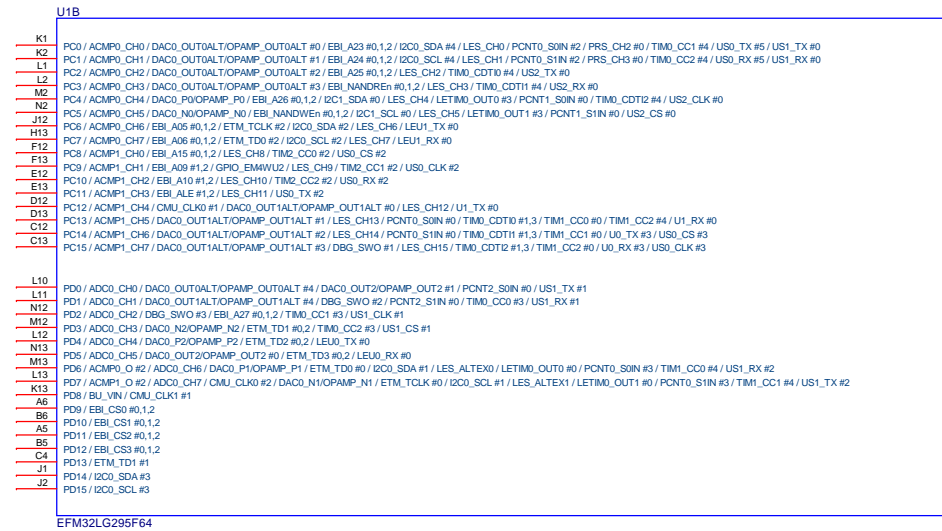 U1B
K1
PC0 / ACMP0_CH0 / DAC0_OUT0ALT/OPAMP_OUT0ALT #0 / EBI_A23 #0,1,2 / I2C0_SDA #4 / LES_CH0 / PCNT0_S0IN #2 / PRS_CH2 #0 / TIM0_CC1 #4 / US0_TX #5 / US1_TX #0
K2
PC1 / ACMP0_CH1 / DAC0_OUT0ALT/OPAMP_OUT0ALT #1 / EBI_A24 #0,1,2 / I2C0_SCL #4 / LES_CH1 / PCNT0_S1IN #2 / PRS_CH3 #0 / TIM0_CC2 #4 / US0_RX #5 / US1_RX #0
L1
PC2 / ACMP0_CH2 / DAC0_OUT0ALT/OPAMP_OUT0ALT #2 / EBI_A25 #0,1,2 / LES_CH2 / TIM0_CDTI0 #4 / US2_TX #0
L2
PC3 / ACMP0_CH3 / DAC0_OUT0ALT/OPAMP_OUT0ALT #3 / EBI_NANDREn #0,1,2 / LES_CH3 / TIM0_CDTI1 #4 / US2_RX #0
M2
PC4 / ACMP0_CH4 / DAC0_P0/OPAMP_P0 / EBI_A26 #0,1,2 / I2C1_SDA #0 / LES_CH4 / LETIM0_OUT0 #3 / PCNT1_S0IN #0 / TIM0_CDTI2 #4 / US2_CLK #0
N2
PC5 / ACMP0_CH5 / DAC0_N0/OPAMP_N0 / EBI_NANDWEn #0,1,2 / I2C1_SCL #0 / LES_CH5 / LETIM0_OUT1 #3 / PCNT1_S1IN #0 / US2_CS #0
J12
PC6 / ACMP0_CH6 / EBI_A05 #0,1,2 / ETM_TCLK #2 / I2C0_SDA #2 / LES_CH6 / LEU1_TX #0
H13
PC7 / ACMP0_CH7 / EBI_A06 #0,1,2 / ETM_TD0 #2 / I2C0_SCL #2 / LES_CH7 / LEU1_RX #0
F12
PC8 / ACMP1_CH0 / EBI_A15 #0,1,2 / LES_CH8 / TIM2_CC0 #2 / US0_CS #2
F13
PC9 / ACMP1_CH1 / EBI_A09 #1,2 / GPIO_EM4WU2 / LES_CH9 / TIM2_CC1 #2 / US0_CLK #2
E12
PC10 / ACMP1_CH2 / EBI_A10 #1,2 / LES_CH10 / TIM2_CC2 #2 / US0_RX #2
E13
PC11 / ACMP1_CH3 / EBI_ALE #1,2 / LES_CH11 / US0_TX #2
D12
PC12 / ACMP1_CH4 / CMU_CLK0 #1 / DAC0_OUT1ALT/OPAMP_OUT1ALT #0 / LES_CH12 / U1_TX #0
D13
PC13 / ACMP1_CH5 / DAC0_OUT1ALT/OPAMP_OUT1ALT #1 / LES_CH13 / PCNT0_S0IN #0 / TIM0_CDTI0 #1,3 / TIM1_CC0 #0 / TIM1_CC2 #4 / U1_RX #0
C12
PC14 / ACMP1_CH6 / DAC0_OUT1ALT/OPAMP_OUT1ALT #2 / LES_CH14 / PCNT0_S1IN #0 / TIM0_CDTI1 #1,3 / TIM1_CC1 #0 / U0_TX #3 / US0_CS #3
C13
PC15 / ACMP1_CH7 / DAC0_OUT1ALT/OPAMP_OUT1ALT #3 / DBG_SWO #1 / LES_CH15 / TIM0_CDTI2 #1,3 / TIM1_CC2 #0 / U0_RX #3 / US0_CLK #3
L10
PD0 / ADC0_CH0 / DAC0_OUT0ALT/OPAMP_OUT0ALT #4 / DAC0_OUT2/OPAMP_OUT2 #1 / PCNT2_S0IN #0 / US1_TX #1
L11
PD1 / ADC0_CH1 / DAC0_OUT1ALT/OPAMP_OUT1ALT #4 / DBG_SWO #2 / PCNT2_S1IN #0 / TIM0_CC0 #3 / US1_RX #1
N12
PD2 / ADC0_CH2 / DBG_SWO #3 / EBI_A27 #0,1,2 / TIM0_CC1 #3 / US1_CLK #1
M12
PD3 / ADC0_CH3 / DAC0_N2/OPAMP_N2 / ETM_TD1 #0,2 / TIM0_CC2 #3 / US1_CS #1
L12
PD4 / ADC0_CH4 / DAC0_P2/OPAMP_P2 / ETM_TD2 #0,2 / LEU0_TX #0
N13
PD5 / ADC0_CH5 / DAC0_OUT2/OPAMP_OUT2 #0 / ETM_TD3 #0,2 / LEU0_RX #0
M13
PD6 / ACMP0_O #2 / ADC0_CH6 / DAC0_P1/OPAMP_P1 / ETM_TD0 #0 / I2C0_SDA #1 / LES_ALTEX0 / LETIM0_OUT0 #0 / PCNT0_S0IN #3 / TIM1_CC0 #4 / US1_RX #2
L13
PD7 / ACMP1_O #2 / ADC0_CH7 / CMU_CLK0 #2 / DAC0_N1/OPAMP_N1 / ETM_TCLK #0 / I2C0_SCL #1 / LES_ALTEX1 / LETIM0_OUT1 #0 / PCNT0_S1IN #3 / TIM1_CC1 #4 / US1_TX #2
K13
PD8 / BU_VIN / CMU_CLK1 #1
A6
PD9 / EBI_CS0 #0,1,2
B6
PD10 / EBI_CS1 #0,1,2
A5
PD11 / EBI_CS2 #0,1,2
B5
PD12 / EBI_CS3 #0,1,2
C4
PD13 / ETM_TD1 #1
J1
PD14 / I2C0_SDA #3
J2
PD15 / I2C0_SCL #3
EFM32LG295F64